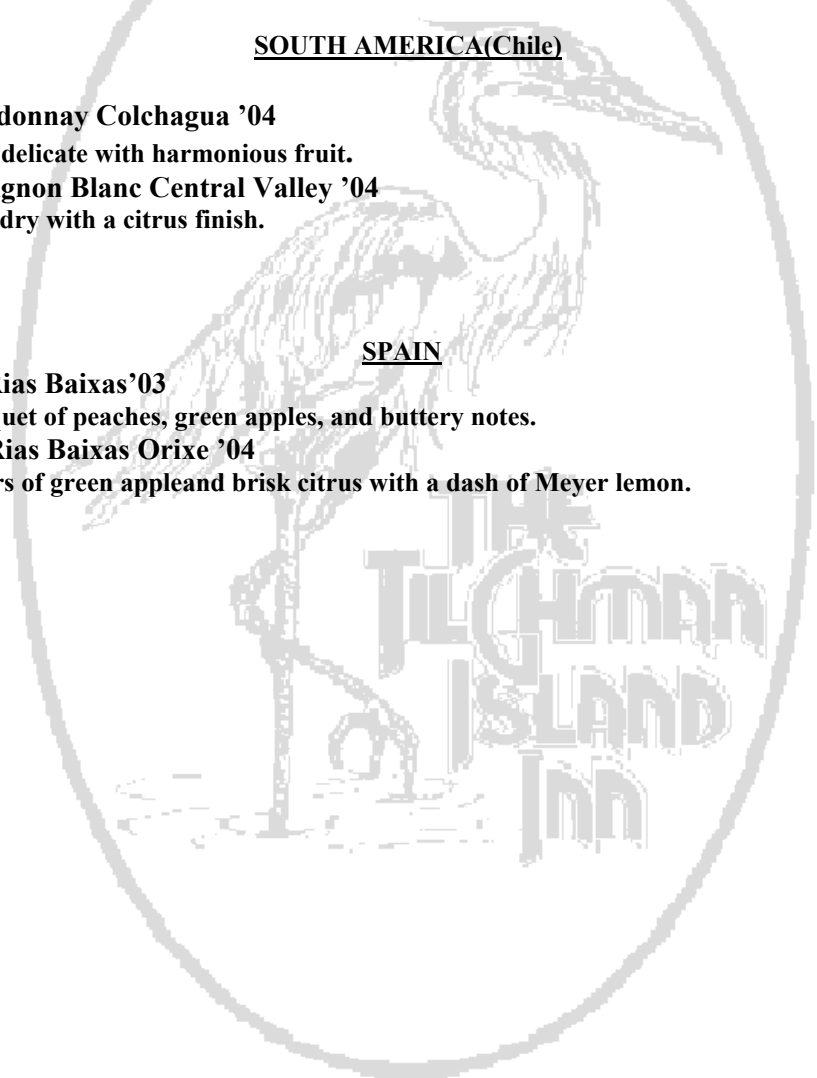 SOUTH AMERICA(Chile)
donnay Colchagua ’04
delicate with harmonious fruit.
gnon Blanc Central Valley ’04
dry with a citrus finish.
SPAIN
Rias Baixas’03
uet of peaches, green apples, and buttery notes.
Rias Baixas Orixe ’04
rs of green appleand brisk citrus with a dash of Meyer lemon.
THE
TILGHMAN
ISLAND
INN